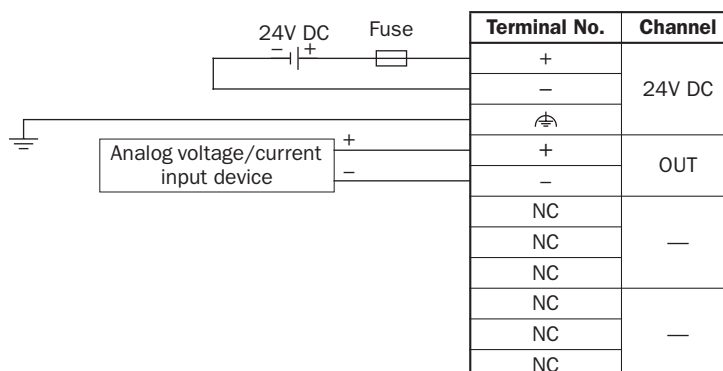 24V DC
− +
Fuse
Terminal No. Channel
+
−
24V DC
Analog voltage/current
input device
+
−
+
−
OUT
NC
NC
NC
—
NC
NC
NC
—